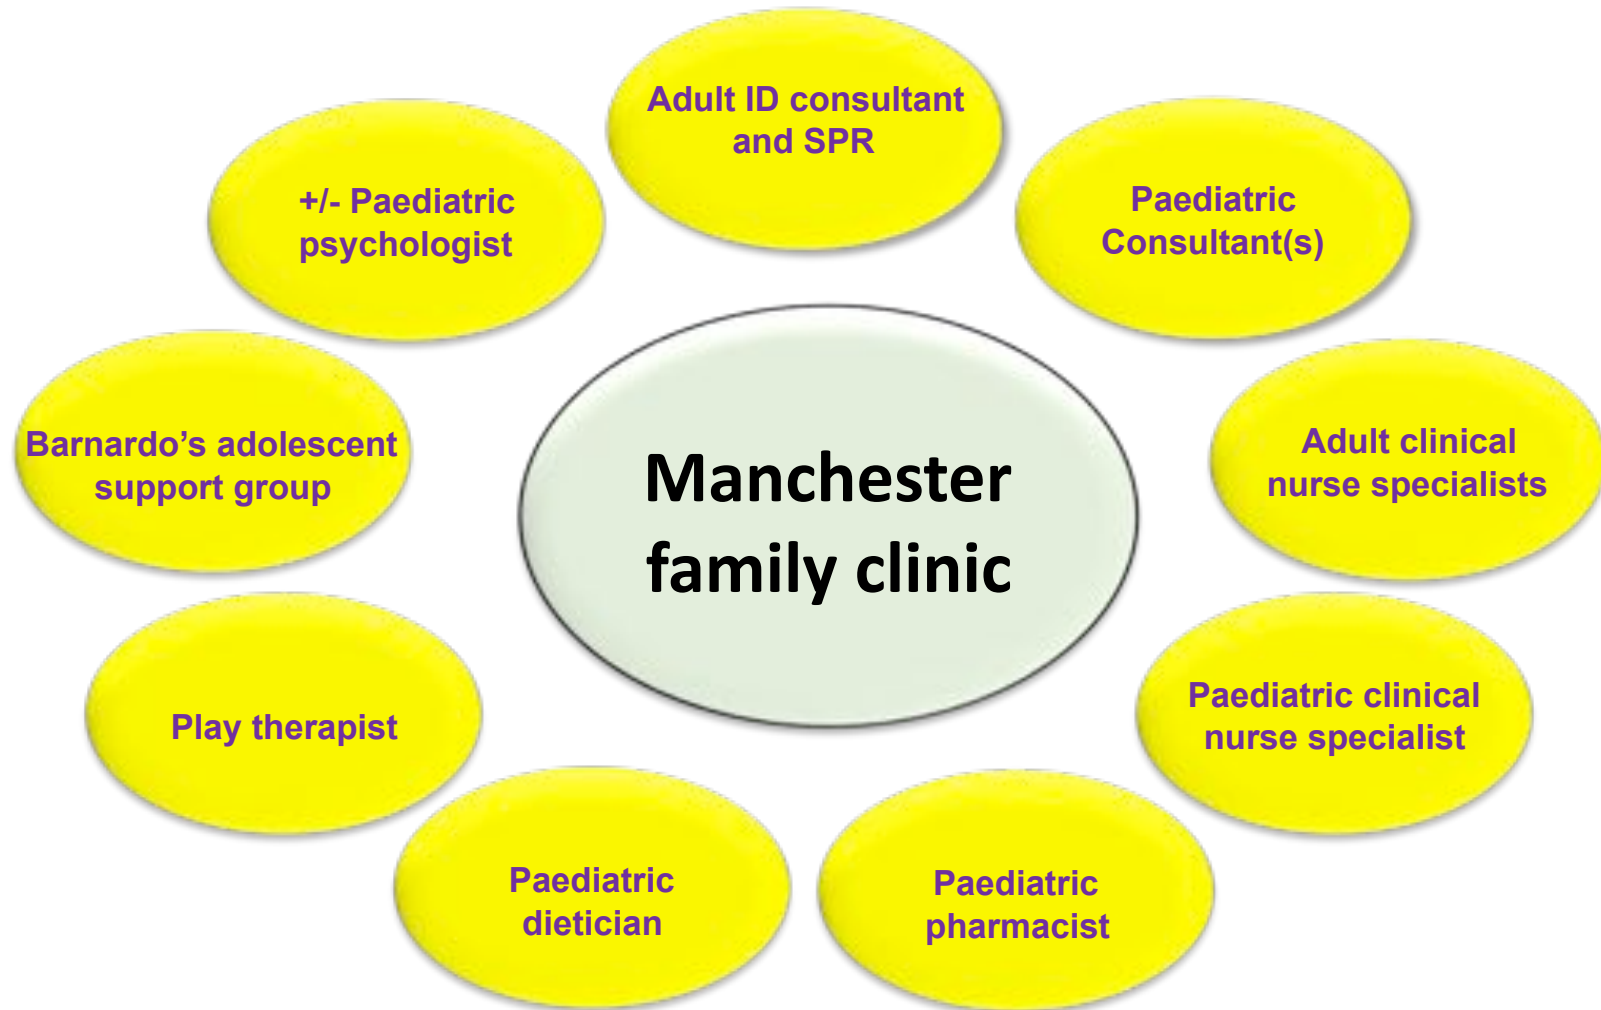 Adult ID consultant
and SPR
+/- Paediatric
psychologist
Paediatric
Consultant(s)
Barnardo’s adolescent
support group
Manchester
family clinic
Adult clinical
nurse specialists
Play therapist
Paediatric clinical
nurse specialist
Paediatric
dietician
Paediatric
pharmacist